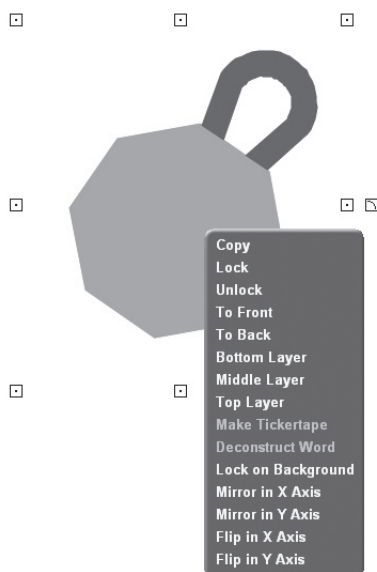 Copy
Lock
Unlock
To Front
To Back
Bottom Layer
Middle Layer
Top Layer
Make Tickertape
Deconstruct Word
Lock on Background
Mirror in X Axis
Mirror in Y Axis
Flip in X Axis
Flip in Y Axis